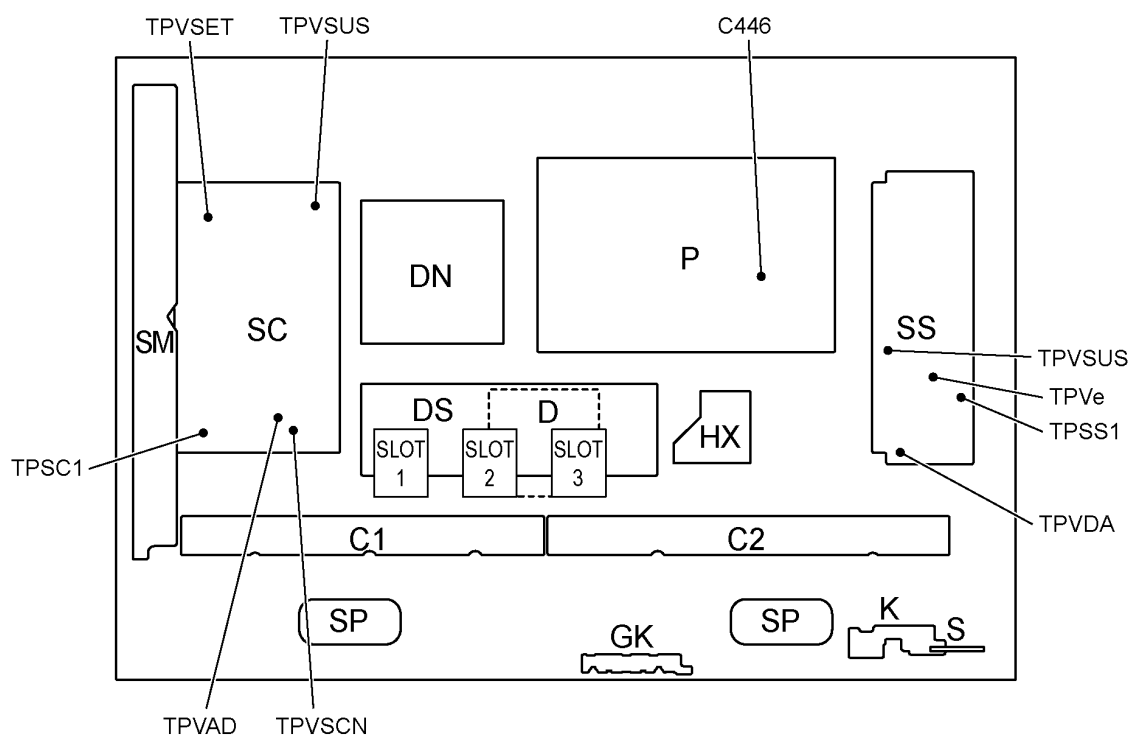 TPVSET
TPVSUS
C446
P
DN
SC
SM
SS
TPVSUS
TPVe
TPSS1
DS
D
HX
SLOT
1
SLOT
2
SLOT
3
TPSC1
TPVDA
C1
C2
SP
SP
K
S
GK
TPVAD
TPVSCN